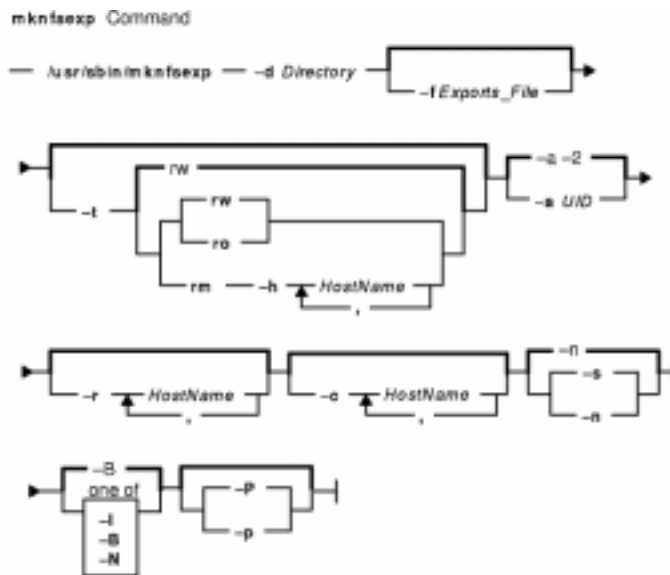 mknfsexp Command
/usr/sbin/mknfsexp -d Directory
-f Exports_File
rw
-a -2
-t
rw
-a UID
ro
rm -h HostName
,
-n
-r HostName
-c HostName
-s
,
,
-n
-B
one of
-I
-B
-N
-P
-p